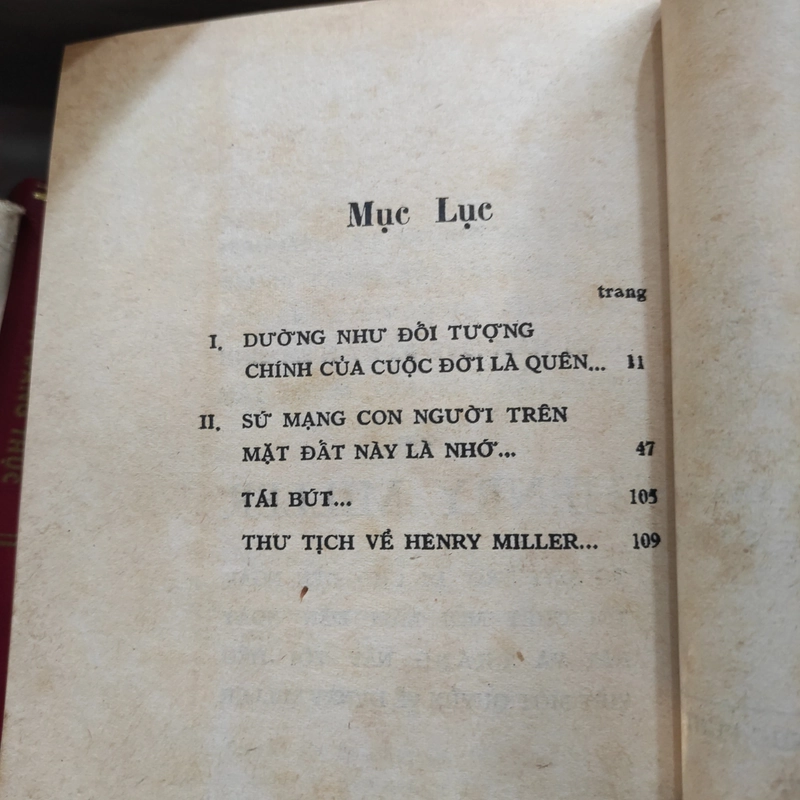 Mục Lục
trang
I. DƯỜNG NHƯ ĐỐI TƯỢNG
CHÍNH CỦA CUỘC ĐỜI LÀ QUÊN... 11
II. SỨ MẠNG CON NGƯỜI TRÊN
MẶT ĐẤT NÀY LÀ NHỚ... 47
TÁI BÚT... 105
THƯ TỊCH VỀ HENRY MILLER... 109